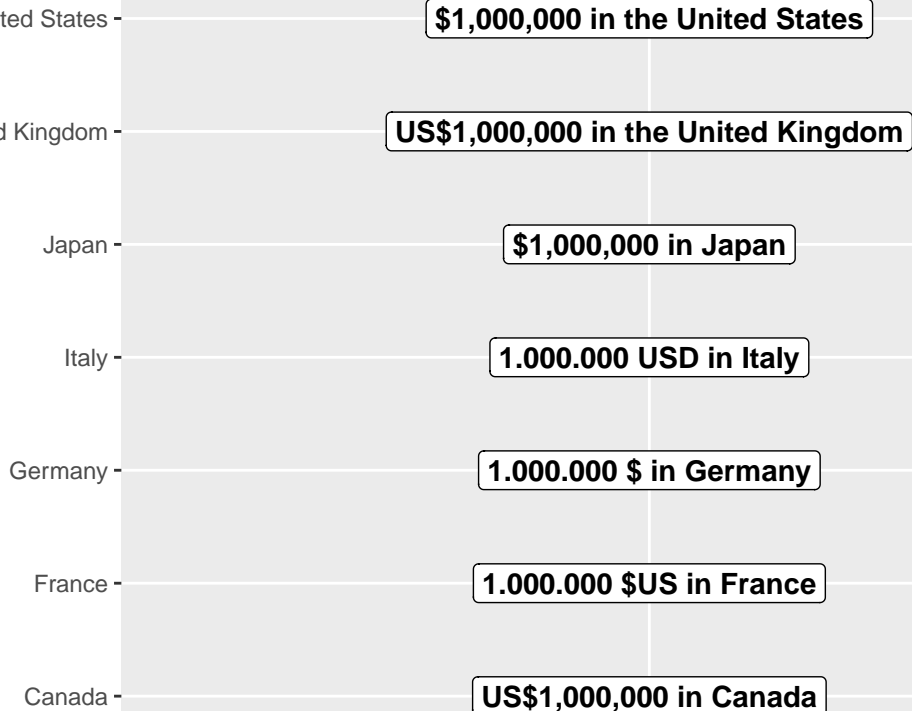 ted States
$1,000,000 in the United States
d Kingdom
US$1,000,000 in the United Kingdom
Japan
$1,000,000 in Japan
Italy
1.000.000 USD in Italy
Germany
1.000.000 $ in Germany
France
1.000.000 $US in France
Canada
US$1,000,000 in Canada